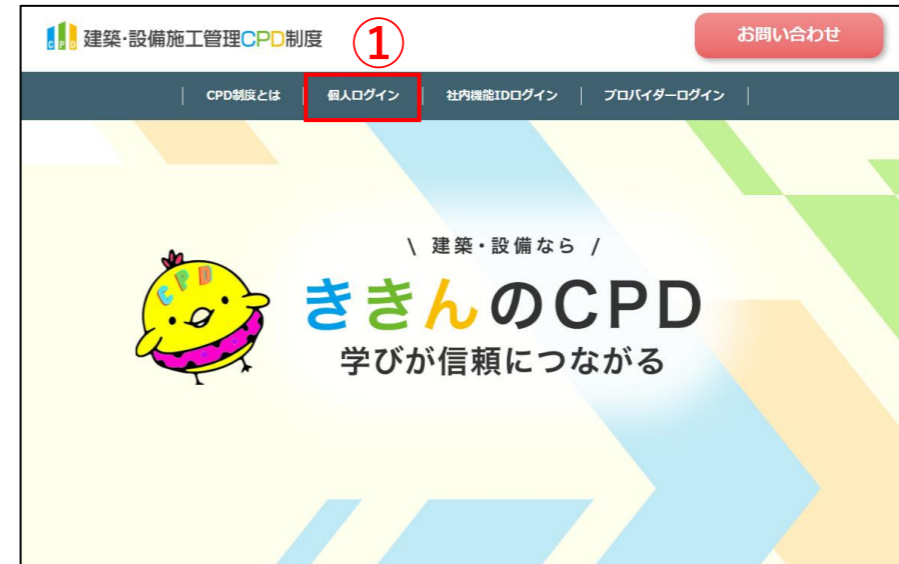 CPD 建築・設備施工管理CPD制度
①
お問い合わせ
CPD制度とは 個人ログイン 社内機能IDログイン プロバイダーログイン
\ 建築・設備なら /
CPD
ききんのCPD
学びが信頼につながる